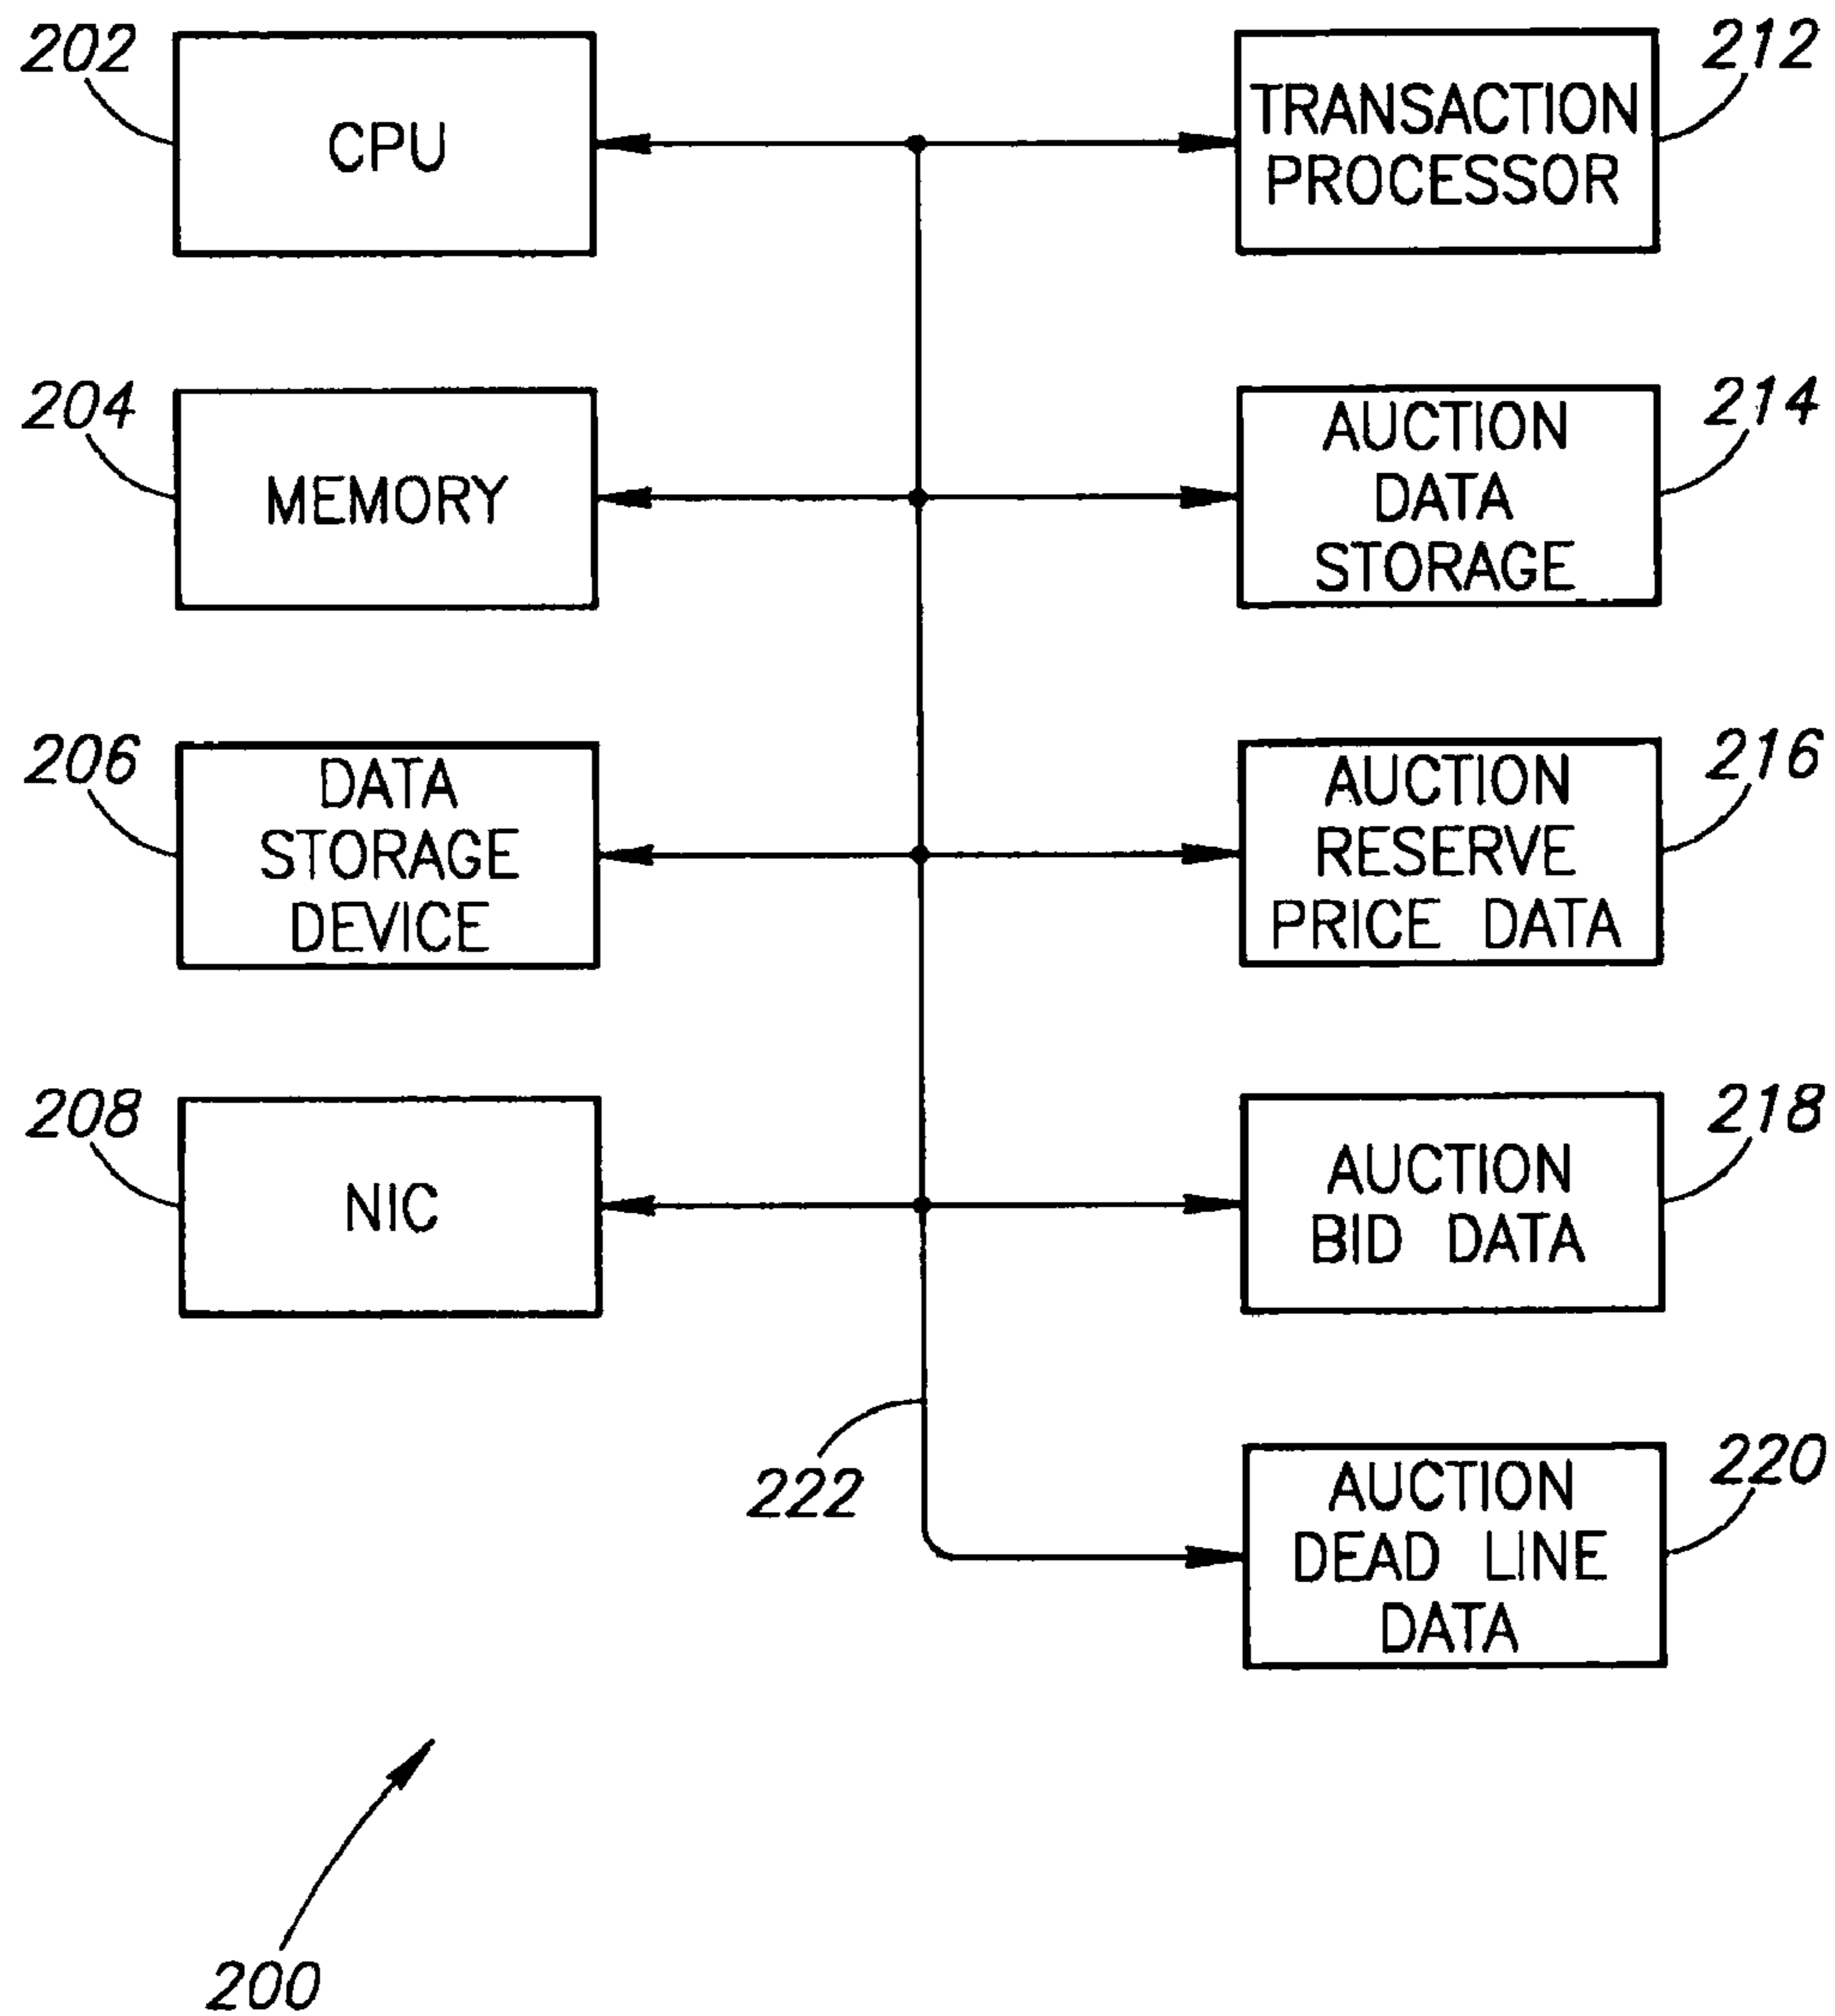 202
CPU
212
TRANSACTION
PROCESSOR
204
MEMORY
214
AUCTION
DATA
STORAGE
206
DATA
STORAGE
DEVICE
216
AUCTION
RESERVE
PRICE DATA
208
NIC
218
AUCTION
BID DATA
222
220
AUCTION
DEAD LINE
DATA
200